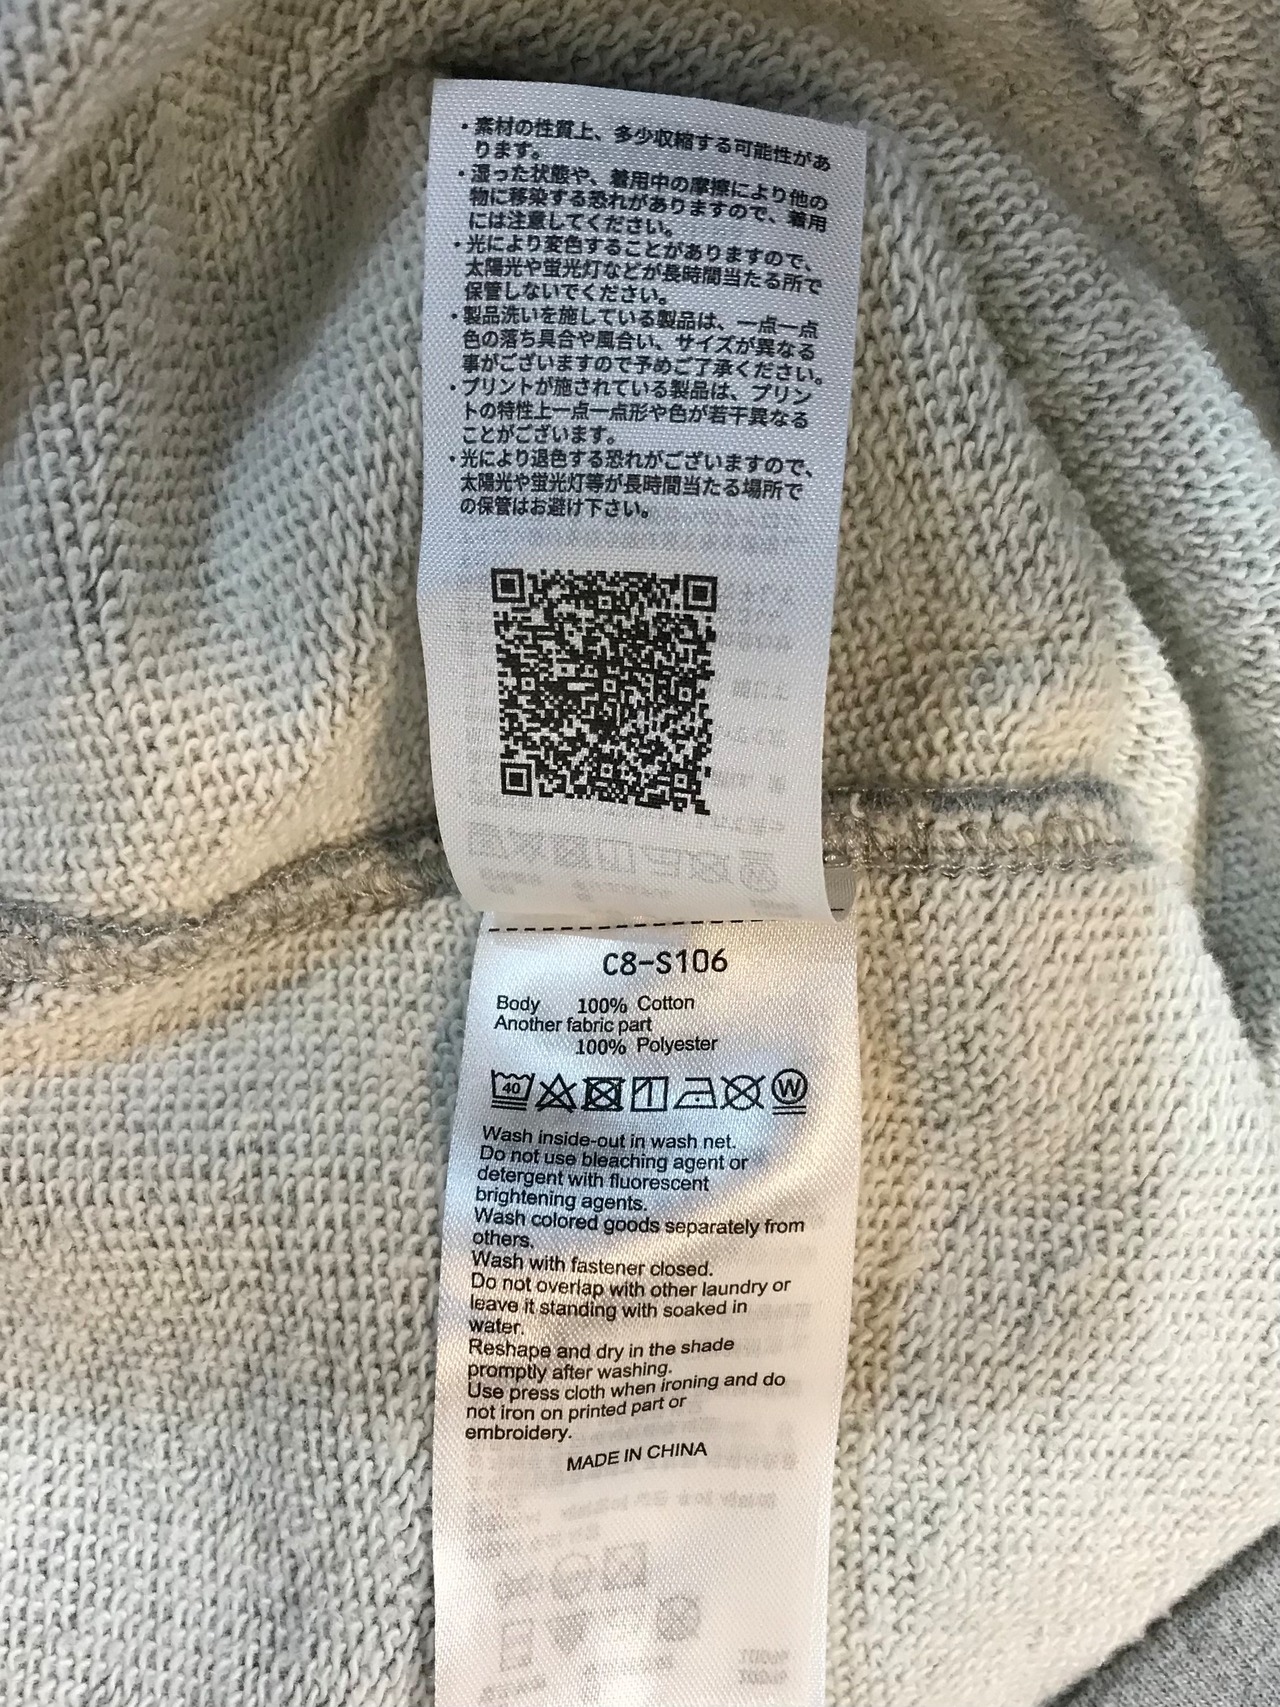 ・素材の性質上、多少収縮する可能性があ
ります。
・湿った状態や、着用中の摩擦により他の
物に移染する恐れがありますので、着用
には注意してください。
・光により変色することがありますので、
太陽光や蛍光灯などが長時間当たる所で
保管しないでください。
・製品洗いを施している製品は、一点一点
色の落ち具合や風合い、サイズが異なる
事がございますので予めご了承ください。
・プリントが施されている製品は、プリン
トの特性上一点一点形や色が若干異なる
ことがございます。
・光により退色する恐れがございますので、
太陽光や蛍光灯等が長時間当たる場所で
の保管はお避け下さい。
C8-S106
Body 100% Cotton
Another fabric part
100% Polyester
40 W
Wash inside-out in wash net.
Do not use bleaching agent or
detergent with fluorescent
brightening agents.
Wash colored goods separately from
others.
Wash with fastener closed.
Do not overlap with other laundry or
leave it standing with soaked in
water.
Reshape and dry in the shade
promptly after washing.
Use press cloth when ironing and do
not iron on printed part or
embroidery.
MADE IN CHINA